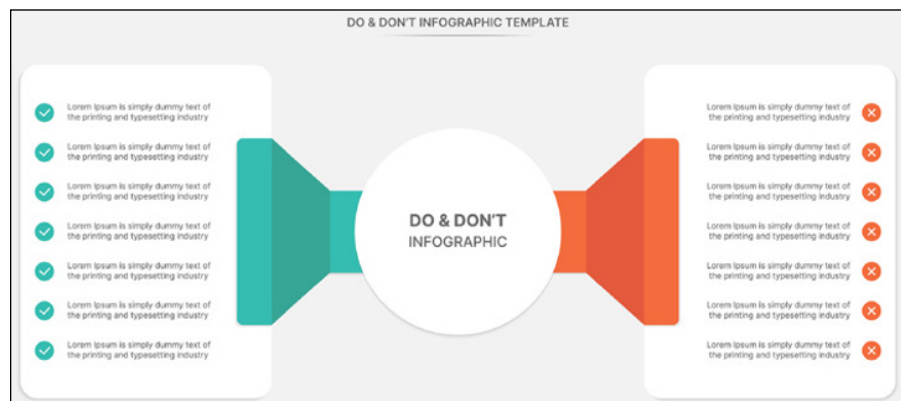 DO & DON'T INFOGRAPHIC TEMPLATE
Lorem Ipsum is simply dummy text of
the printing and typesetting industry
Lorem Ipsum is simply dummy text of
the printing and typesetting industry
Lorem Ipsum is simply dummy text of
the printing and typesetting industry
Lorem Ipsum is simply dummy text of
the printing and typesetting industry
Lorem Ipsum is simply dummy text of
the printing and typesetting industry
Lorem Ipsum is simply dummy text of
the printing and typesetting industry
Lorem Ipsum is simply dummy text of
the printing and typesetting industry
DO & DON'T
INFOGRAPHIC
Lorem Ipsum is simply dummy text of
the printing and typesetting industry
Lorem Ipsum is simply dummy text of
the printing and typesetting industry
Lorem Ipsum is simply dummy text of
the printing and typesetting industry
Lorem Ipsum is simply dummy text of
the printing and typesetting industry
Lorem Ipsum is simply dummy text of
the printing and typesetting industry
Lorem Ipsum is simply dummy text of
the printing and typesetting industry
Lorem Ipsum is simply dummy text of
the printing and typesetting industry